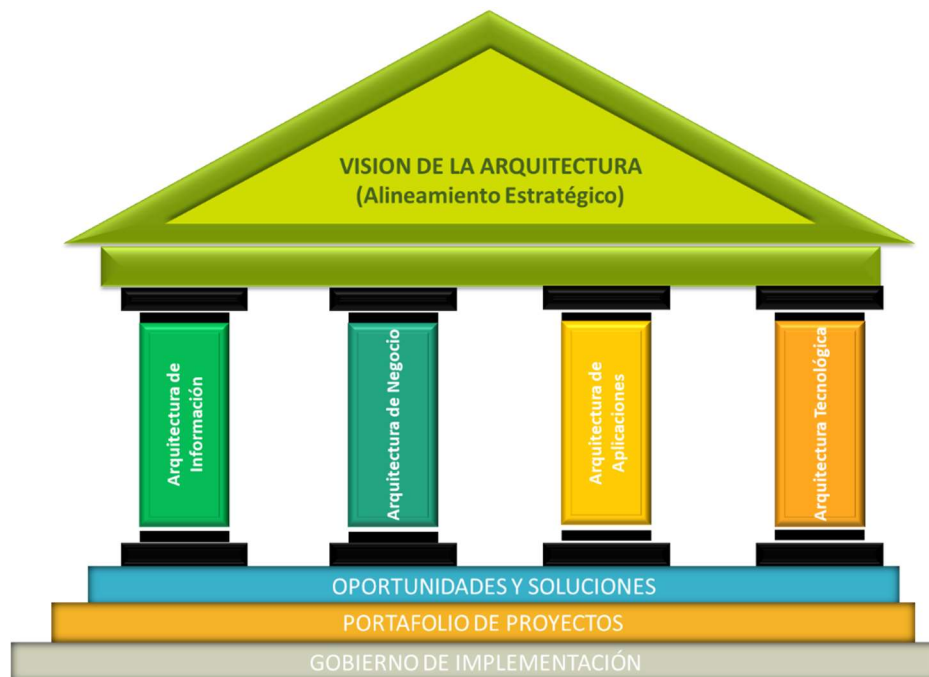 VISION DE LA ARQUITECTURA
(Alineamiento Estratégico)
Arquitectura de
Información
Arquitectura de Negocio
Arquitectura de
Aplicaciones
Arquitectura Tecnológica
OPORTUNIDADES Y SOLUCIONES
PORTAFOLIO DE PROYECTOS
GOBIERNO DE IMPLEMENTACIÓN